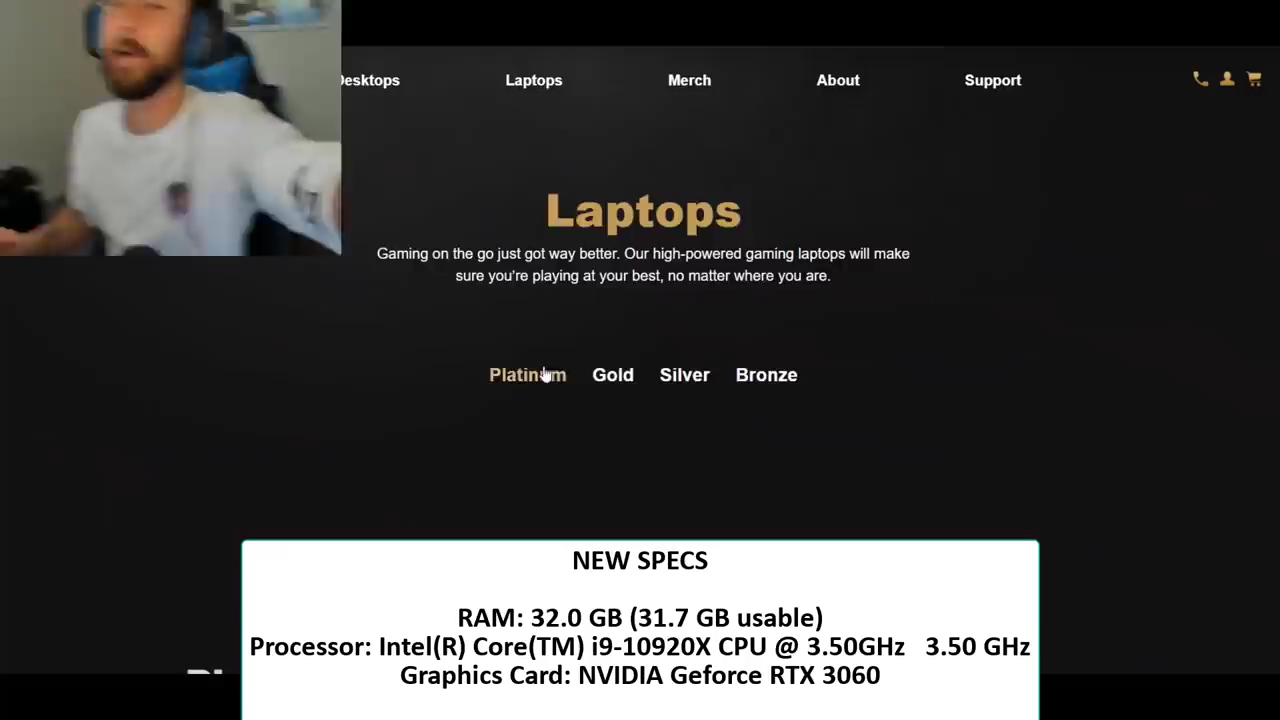 Desktops Laptops Merch About Support
Laptops
Gaming on the go just got way better. Our high-powered gaming laptops will make
sure you're playing at your best, no matter where you are.
Platinum Gold Silver Bronze
NEW SPECS
RAM: 32.0 GB (31.7 GB usable)
Processor: Intel(R) Core(TM) i9-10920X CPU @ 3.50GHz 3.50 GHz
Graphics Card: NVIDIA Geforce RTX 3060